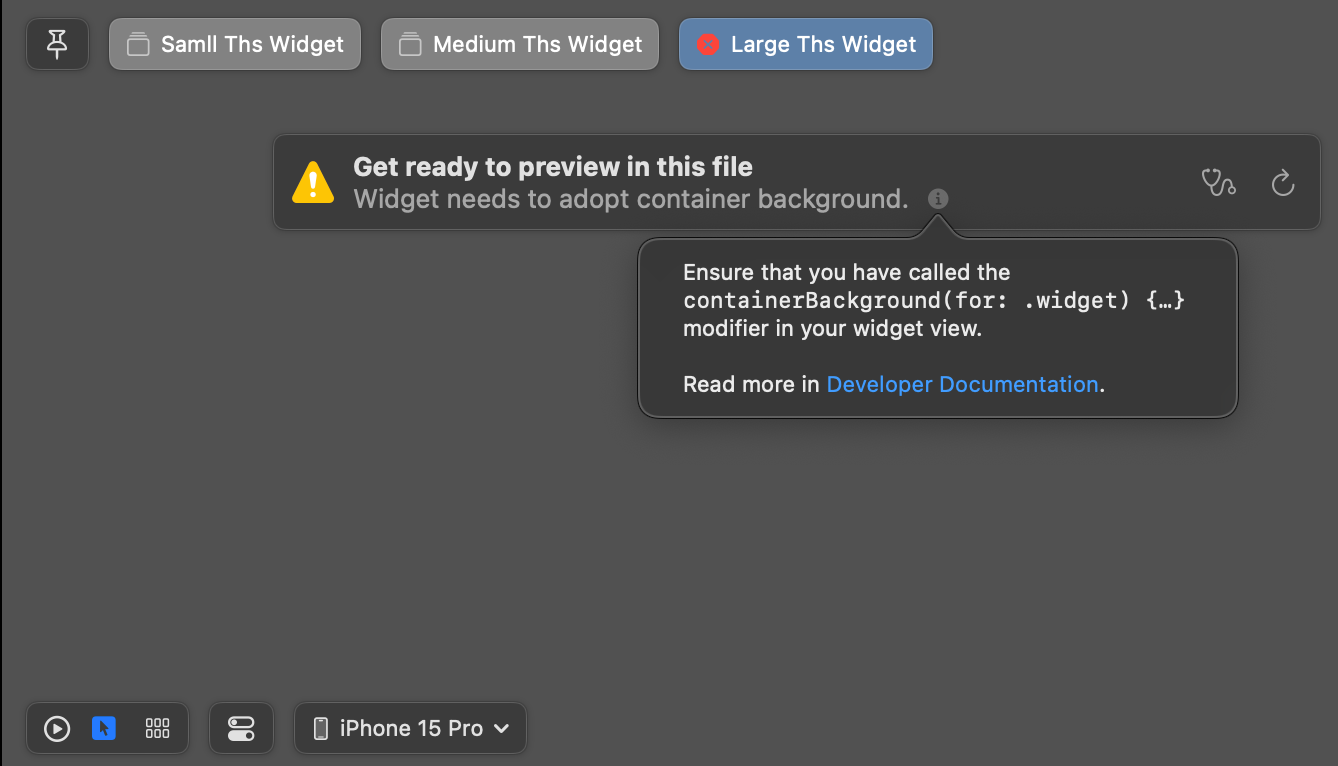 Samll Ths Widget
Medium Ths Widget
Large Ths Widget
Get ready to preview in this file
Widget needs to adopt container background.
Ensure that you have called the
containerBackground(for: .widget) {…}
modifier in your widget view.
Read more in Developer Documentation.
iPhone 15 Pro